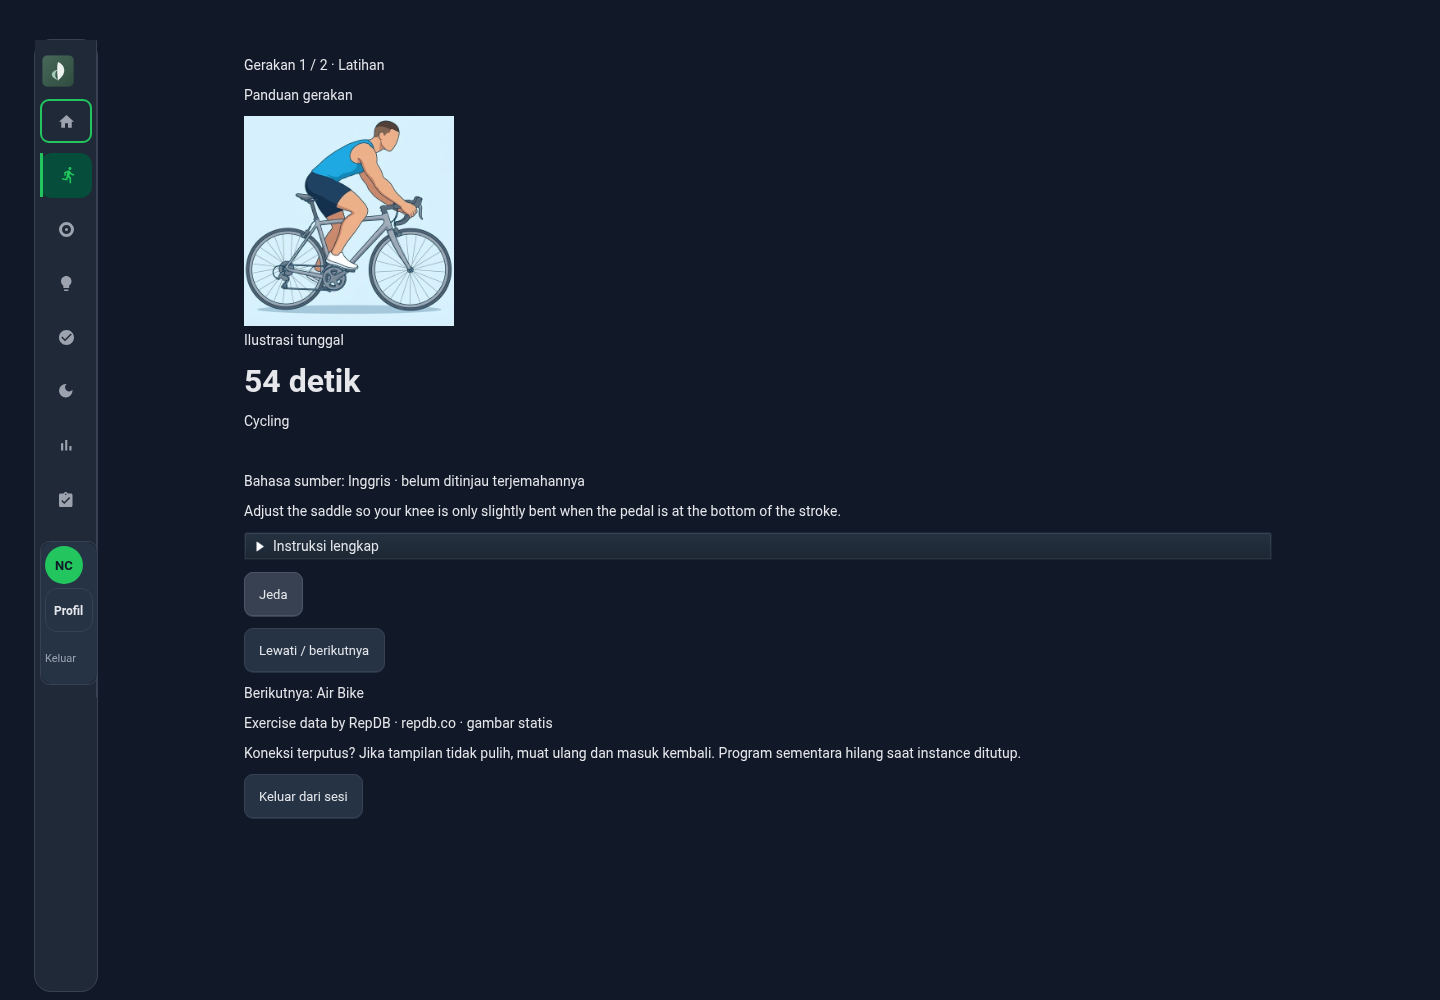 Gerakan 1 / 2 · Latihan
Panduan gerakan
Ilustrasi tunggal
54 detik
Cycling
Bahasa sumber: Inggris · belum ditinjau terjemahannya
Adjust the saddle so your knee is only slightly bent when the pedal is at the bottom of the stroke.
Instruksi lengkap
Jeda
Lewati / berikutnya
Berikutnya: Air Bike
Exercise data by RepDB · repdb.co · gambar statis
Koneksi terputus? Jika tampilan tidak pulih, muat ulang dan masuk kembali. Program sementara hilang saat instance ditutup.
Keluar dari sesi
NC
Profil
Keluar